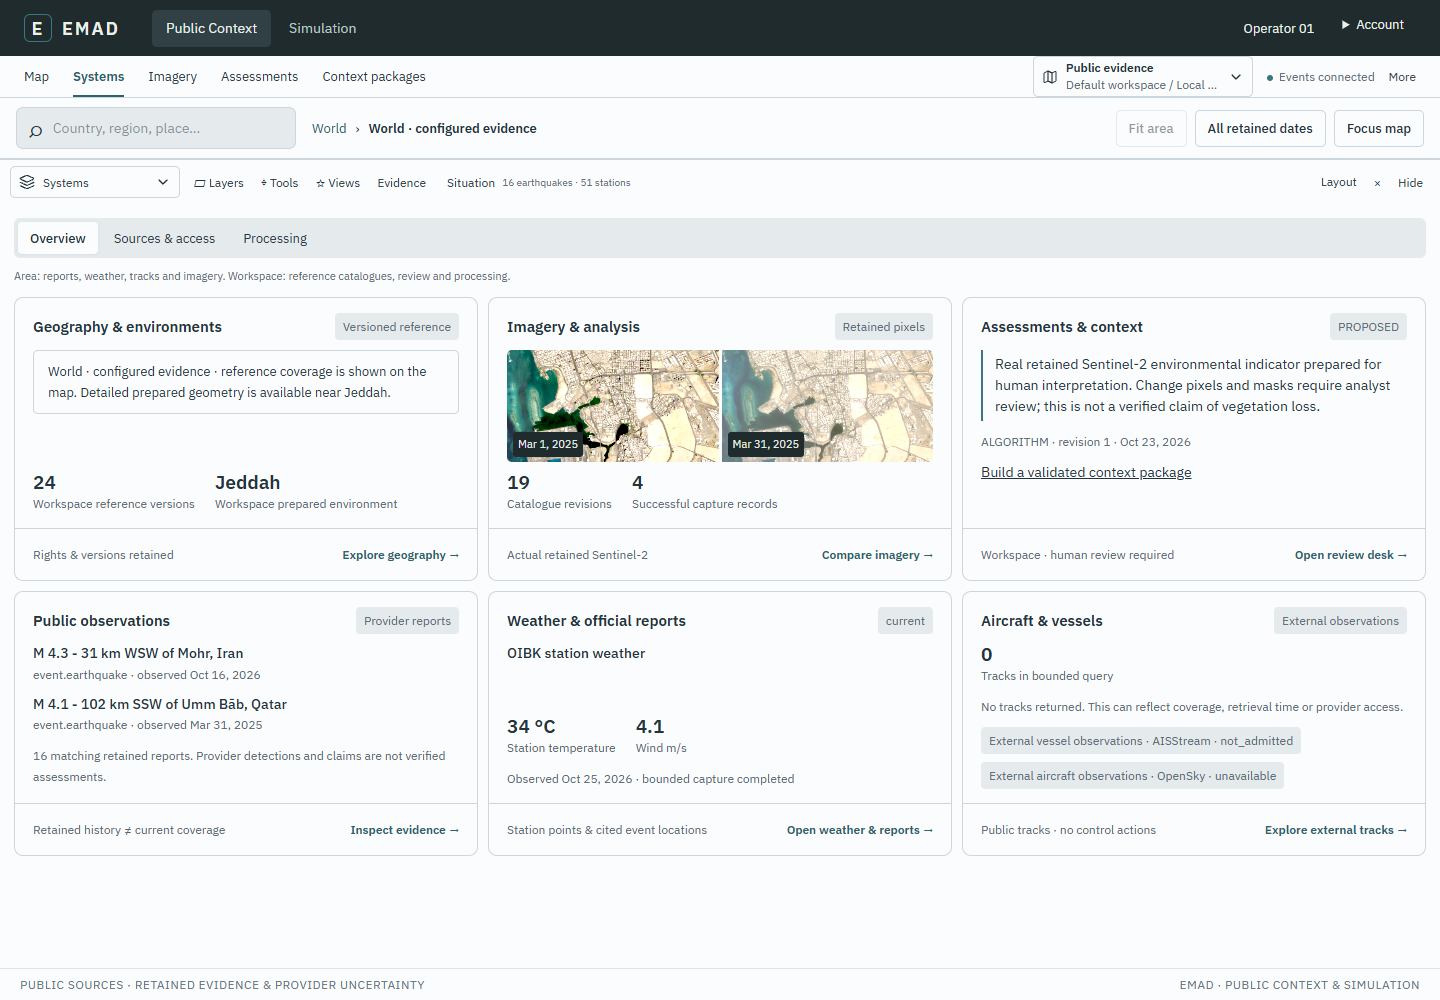 E EMAD Public Context Simulation Operator 01 ▶ Account
Map Systems Imagery Assessments Context packages
Public evidence
Default workspace / Local ...
Events connected More
Country, region, place... World › World · configured evidence Fit area All retained dates Focus map
Systems Layers ÷ Tools ☆ Views Evidence Situation 16 earthquakes · 51 stations Layout × Hide
Overview Sources & access Processing
Area: reports, weather, tracks and imagery. Workspace: reference catalogues, review and processing.
Geography & environments Versioned reference
World · configured evidence · reference coverage is shown on the
map. Detailed prepared geometry is available near Jeddah.
24 Jeddah
Workspace reference versions Workspace prepared environment
Rights & versions retained Explore geography →
Imagery & analysis Retained pixels
Mar 1, 2025 Mar 31, 2025
19 4
Catalogue revisions Successful capture records
Actual retained Sentinel-2 Compare imagery →
Assessments & context PROPOSED
Real retained Sentinel-2 environmental indicator prepared for
human interpretation. Change pixels and masks require analyst
review; this is not a verified claim of vegetation loss.
ALGORITHM · revision 1 · Oct 23, 2026
Build a validated context package
Workspace · human review required Open review desk →
Public observations Provider reports
M 4.3 - 31 km WSW of Mohr, Iran
event.earthquake · observed Oct 16, 2026
M 4.1 - 102 km SSW of Umm Bāb, Qatar
event.earthquake · observed Mar 31, 2025
16 matching retained reports. Provider detections and claims are not verified
assessments.
Retained history ≠ current coverage Inspect evidence →
Weather & official reports current
OIBK station weather
34 °C 4.1
Station temperature Wind m/s
Observed Oct 25, 2026 · bounded capture completed
Station points & cited event locations Open weather & reports →
Aircraft & vessels External observations
0
Tracks in bounded query
No tracks returned. This can reflect coverage, retrieval time or provider access.
External vessel observations · AISStream · not_admitted
External aircraft observations · OpenSky · unavailable
Public tracks · no control actions Explore external tracks →
PUBLIC SOURCES · RETAINED EVIDENCE & PROVIDER UNCERTAINTY EMAD · PUBLIC CONTEXT & SIMULATION